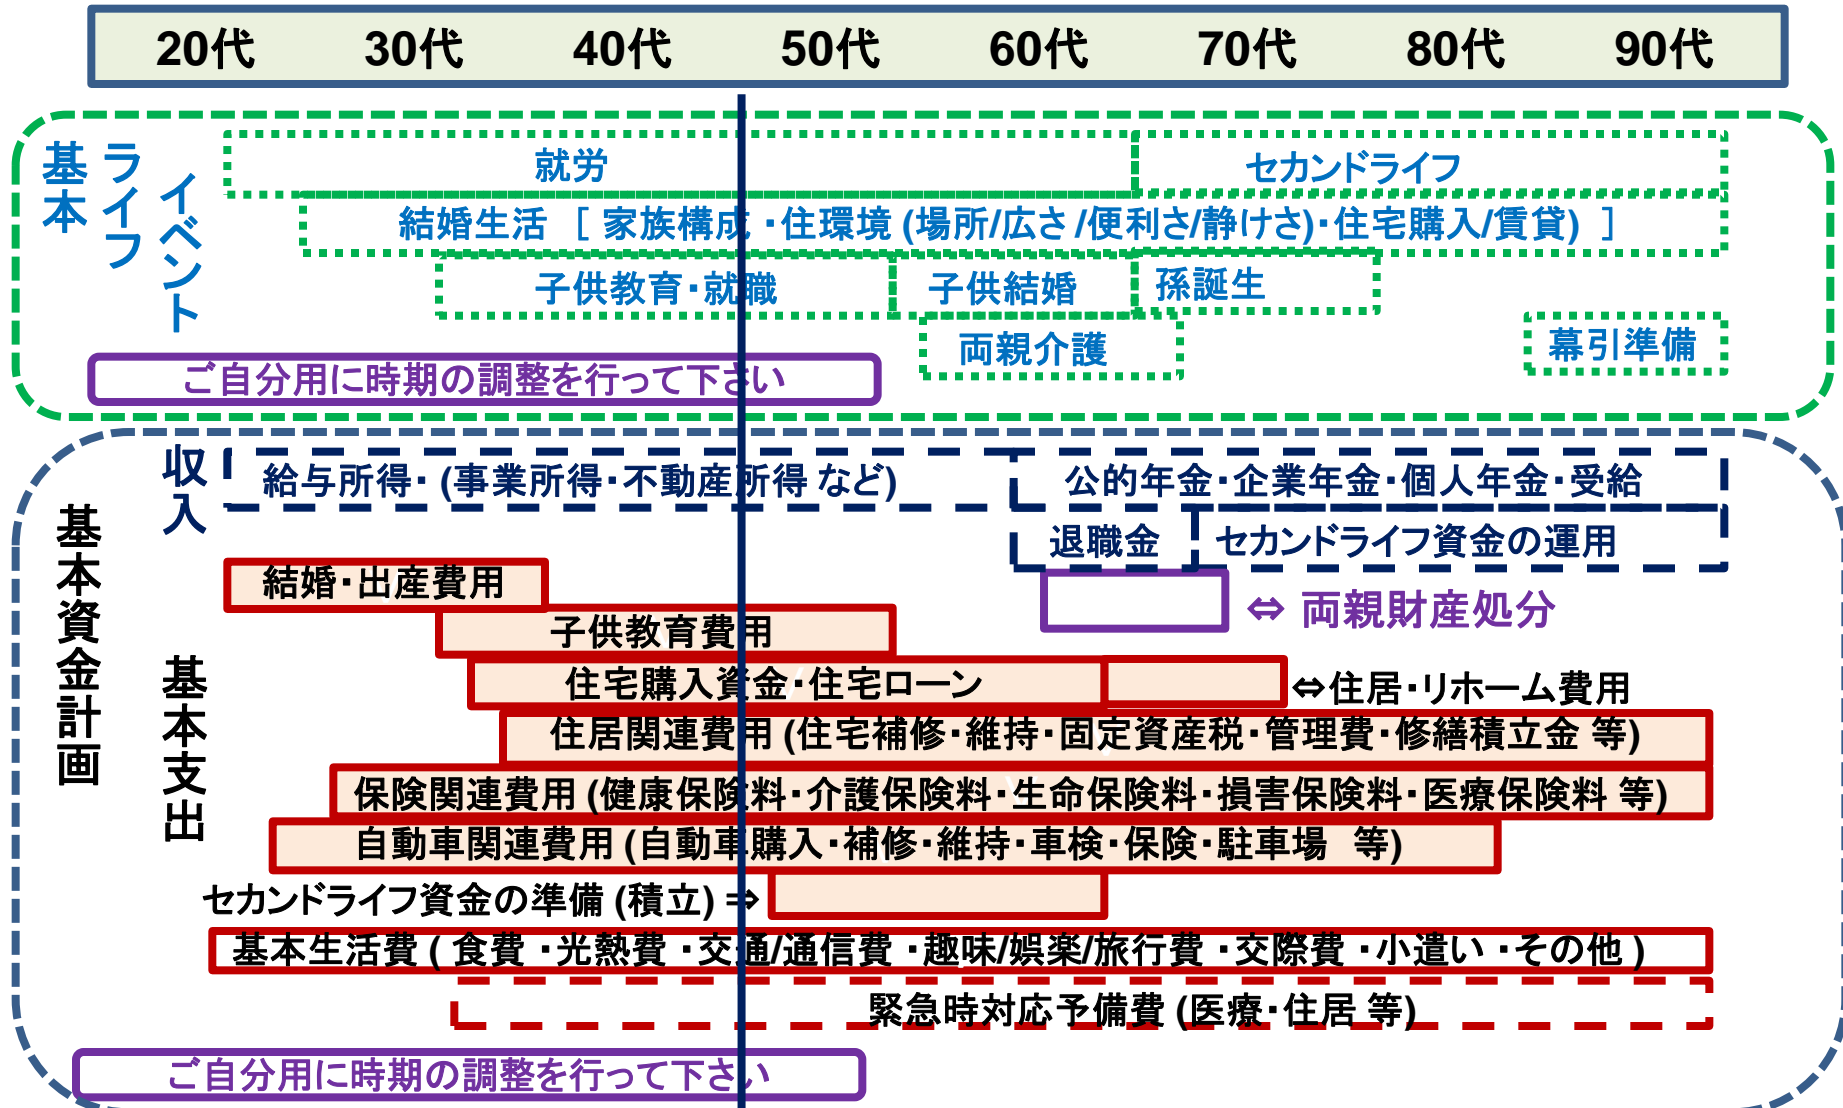 20代 30代 40代 50代 60代 70代 80代 90代
基本
ライフ
イベント
就労
セカンドライフ
結婚生活 [ 家族構成 ・住環境 (場所/広さ /便利さ/静けさ)・住宅購入/賃貸) ]
子供教育・就職
子供結婚
孫誕生
両親介護
幕引準備
ご自分用に時期の調整を行って下さい
基本資金計画
収入
給与所得・ (事業所得・不動産所得 など)
公的年金・企業年金・個人年金・受給
退職金
セカンドライフ資金の運用
基本支出
結婚・出産費用
⇔ 両親財産処分
子供教育費用
住宅購入資金・住宅ローン
⇔住居・リホーム費用
住居関連費用 (住宅補修・維持・固定資産税・管理費・修繕積立金 等)
保険関連費用 (健康保険料・介護保険料・生命保険料・損害保険料・医療保険料 等)
自動車関連費用 (自動車購入・補修・維持・車検・保険・駐車場 等)
セカンドライフ資金の準備 (積立) ⇒
基本生活費 ( 食費 ・光熱費 ・交通/通信費 ・趣味/娯楽/旅行費 ・交際費 ・小遣い ・その他 )
緊急時対応予備費 (医療・住居 等)
ご自分用に時期の調整を行って下さい